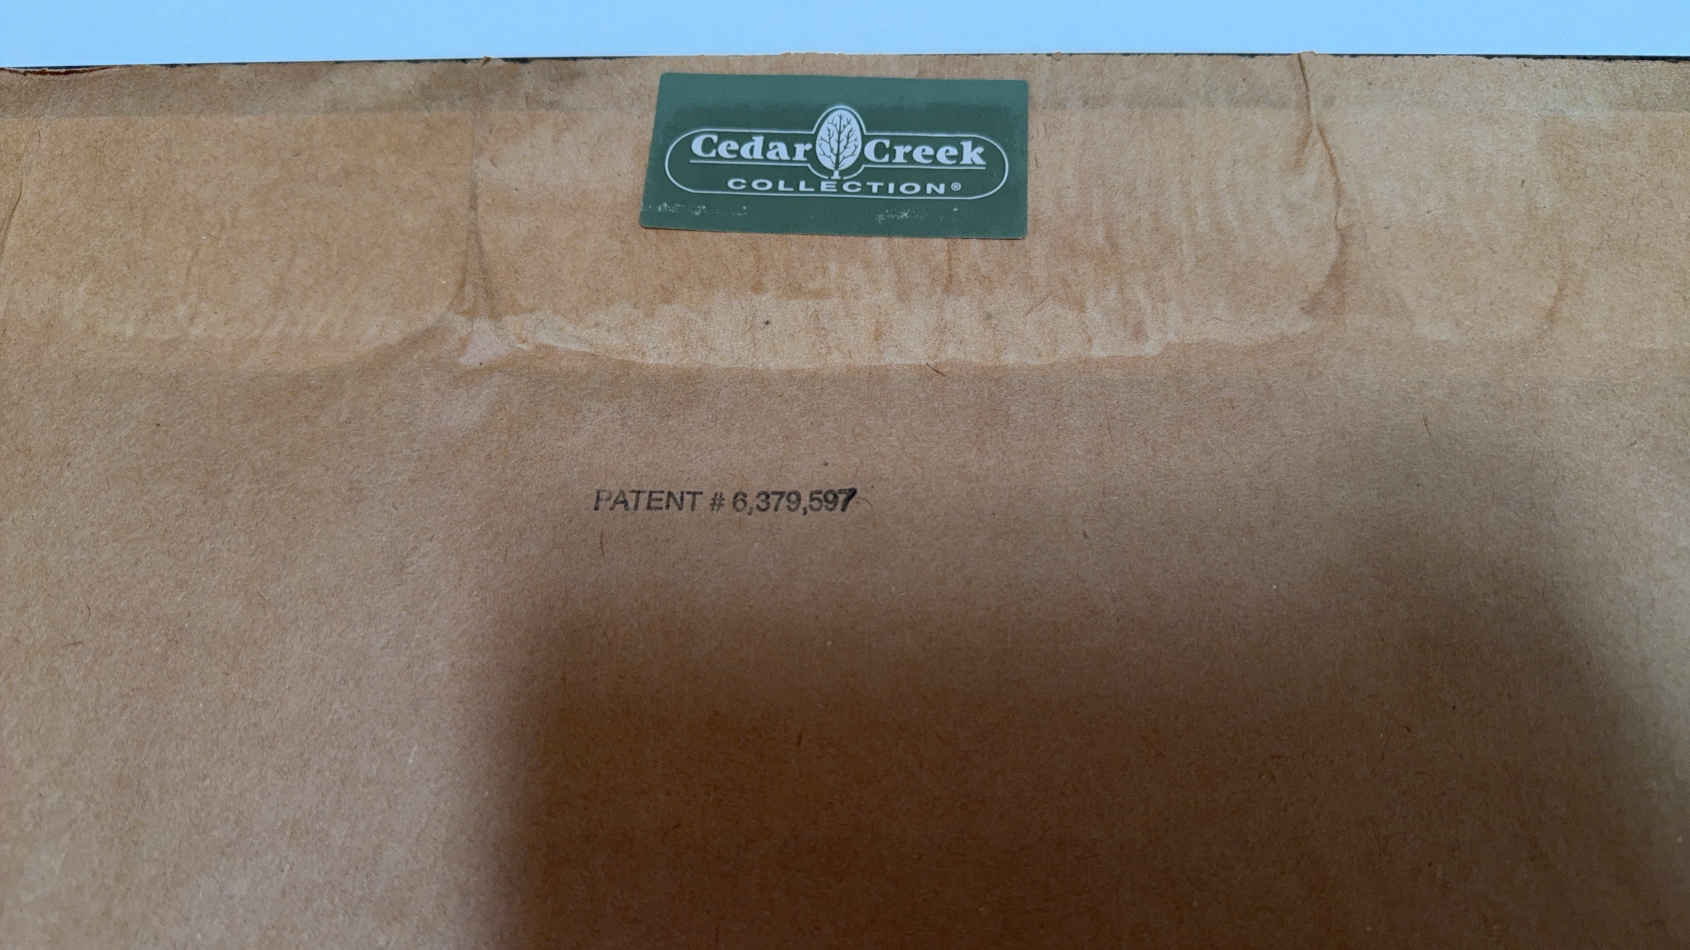 Cedar Creek
COLLECTION®
PATENT # 6,379,597